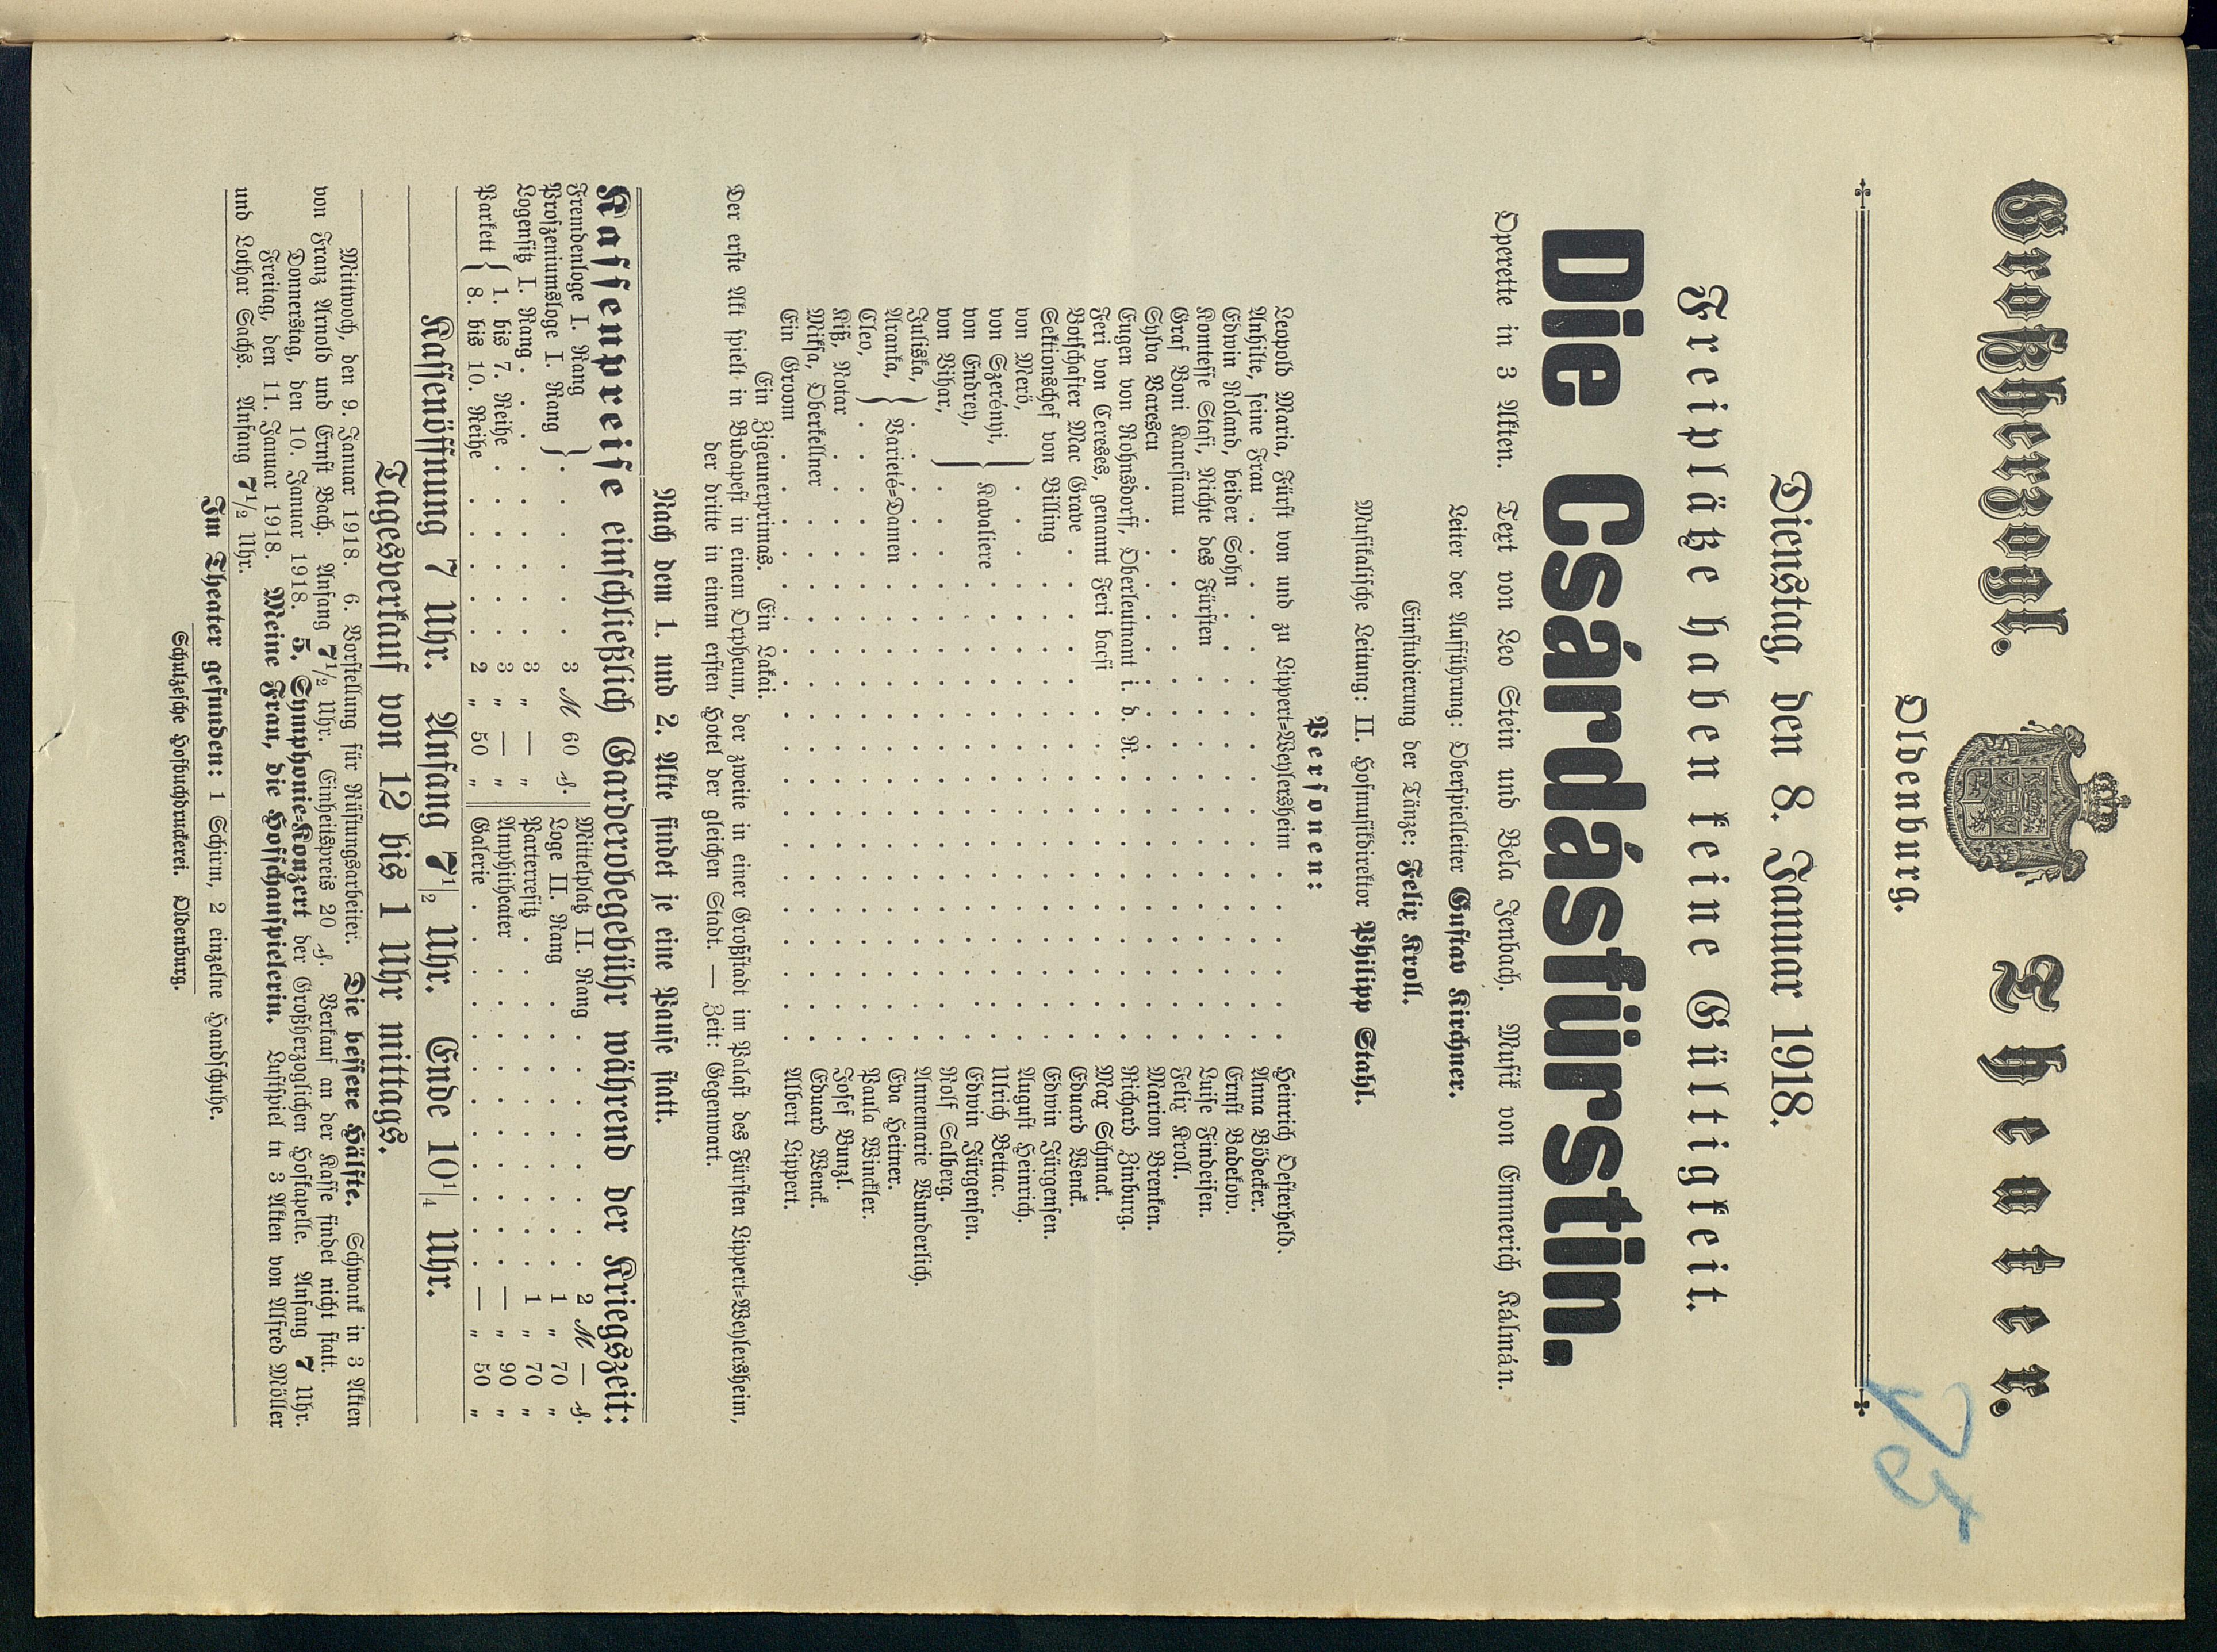 Großherzogl. Theater.
Oldenburg.
75
Dienstag, den 8. Januar 1918.
Freiplätze haben keine Gültigkeit.
Die Csárdásfürstin.
Operette in 3 Akten. Text von Leo Stein und Bela Jenbach. Musik von Emmerich Kálmán.
Leiter der Aufführung: Oberspielleiter Gustav Kirchner.
Einstudierung der Tänze: Felix Kroll.
Musikalische Leitung: II. Hofmusikdirektor Philipp Stahl.
Personen:
Leopold Maria, Fürst von und zu Lippert-Weylersheim . . . . . Heinrich Oesterheld.
Anhilte, seine Frau . . . . . Anna Bödecker.
Edwin Roland, beider Sohn . . . . . Ernst Badekow.
Komtesse Stasi, Nichte des Fürsten . . . . . Luise Findeisen.
Graf Boni Kancsianu . . . . . Felix Kroll.
Sylva Varescu . . . . . Marion Brenken.
Eugen von Rohnsdorff, Oberleutnant i. d. R. . . . . . Richard Zinburg.
Feri von Cereses, genannt Feri bacsi . . . . . Max Schmack.
Botschafter Mac Grave . . . . . Eduard Wenck.
Sektionschef von Billing . . . . . Edwin Jürgensen.
von Merö, . . . . . August Heinrich.
von Szerényi, } Kavaliere . . . . . Ulrich Bettac.
von Endrey, . . . . . Edwin Jürgensen.
von Vihar, . . . . . Rolf Salberg.
Juliska, . . . . . Annemarie Wunderlich.
Aranka, } Varieté-Damen . . . . . Eva Heitner.
Cleo, . . . . . Paula Winckler.
Kiß, Notar . . . . . Josef Bunzl.
Miksa, Oberkellner . . . . . Eduard Wenck.
Ein Groom . . . . . Albert Lippert.
Ein Zigeunerprimas. Ein Lakai.
Der erste Akt spielt in Budapest in einem Orpheum, der zweite in einer Großstadt im Palast des Fürsten Lippert-Weylersheim,
der dritte in einem ersten Hotel der gleichen Stadt. — Zeit: Gegenwart.
Nach dem 1. und 2. Akte findet je eine Pause statt.
Kassenpreise einschließlich Garderobegebühr während der Kriegszeit:
Fremdenloge I. Rang
Proszeniumsloge I. Rang } . . . . 3 M 60 ₰.
Logensitz I. Rang . . . . . 3 „ — „
Parkett { 1. bis 7. Reihe . . . . . 3 „ — „
8. bis 10. Reihe . . . . . 2 „ 50 „
Mittelplatz II. Rang . . . . . 2 M — ₰.
Loge II. Rang . . . . . 1 „ 70 „
Parterresitz . . . . . 1 „ 70 „
Amphitheater . . . . . — „ 90 „
Galerie . . . . . — „ 50 „
Kassenöffnung 7 Uhr. Anfang 7½ Uhr. Ende 10¼ Uhr.
Tagesverkauf von 12 bis 1 Uhr mittags.
Mittwoch, den 9. Januar 1918. 6. Vorstellung für Rüstungsarbeiter. Die bessere Hälfte. Schwank in 3 Akten
von Franz Arnold und Ernst Bach. Anfang 7½ Uhr. Einheitspreis 20 ₰. Verkauf an der Kasse findet nicht statt.
Donnerstag, den 10. Januar 1918. 5. Symphonie-Konzert der Großherzoglichen Hofkapelle. Anfang 7 Uhr.
Freitag, den 11. Januar 1918. Meine Frau, die Hofschauspielerin. Lustspiel in 3 Akten von Alfred Möller
und Lothar Sachs. Anfang 7½ Uhr.
Im Theater gefunden: 1 Schirm, 2 einzelne Handschuhe.
Schulzesche Hofbuchdruckerei. Oldenburg.